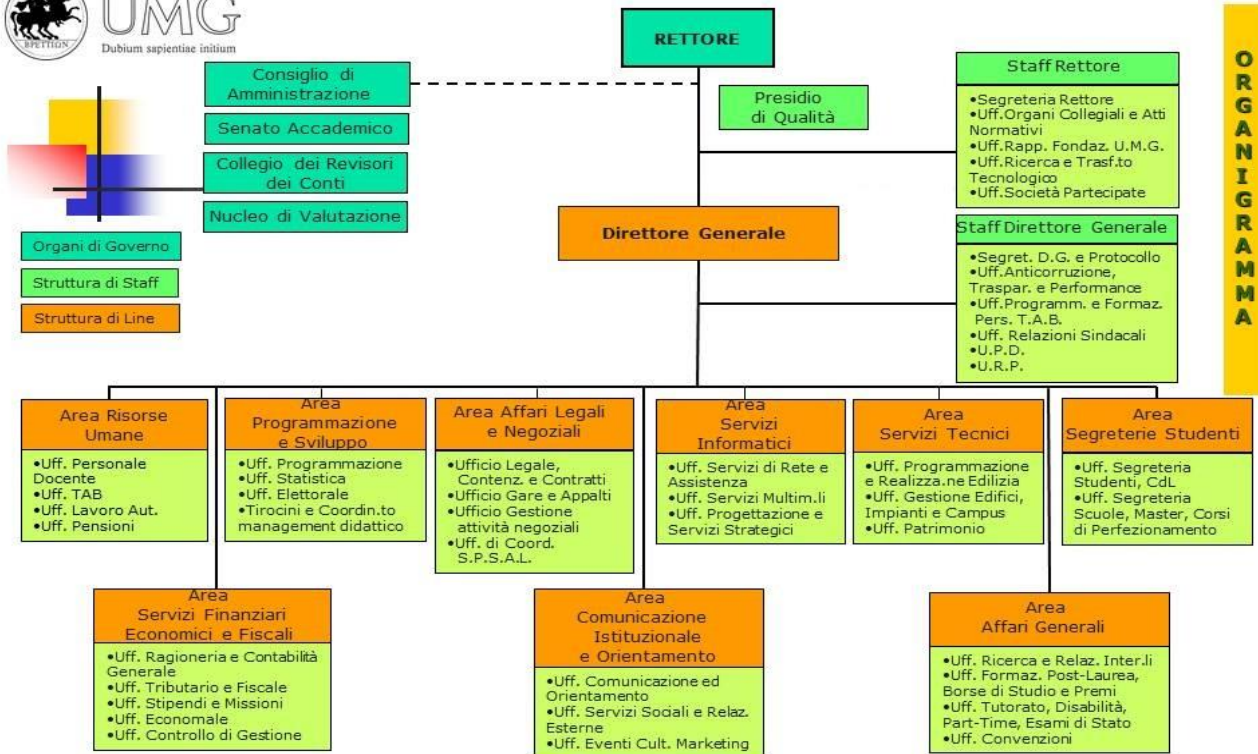 UMG
Dubium sapientiae initium
ВРЕТТІОN
RETTORE
Consiglio di
Amministrazione
Senato Accademico
Collegio dei Revisori
dei Conti
Nucleo di Valutazione
Presidio
di Qualità
Staff Rettore
•Segreteria Rettore
•Uff.Organi Collegiali e Atti
Normativi
•Uff.Rapp. Fondaz. U.M.G.
•Uff.Ricerca e Trasf.to
Tecnologico
•Uff.Società Partecipate
ORGANIGRAMMA
Organi di Governo
Struttura di Staff
Struttura di Line
Direttore Generale
Staff Direttore Generale
•Segret. D.G. e Protocollo
•Uff.Anticorruzione,
Traspar. e Performance
•Uff.Programm. e Formaz.
Pers. T.A.B.
•Uff. Relazioni Sindacali
•U.P.D.
•U.R.P.
Area Risorse
Umane
•Uff. Personale
Docente
•Uff. TAB
•Uff. Lavoro Aut.
•Uff. Pensioni
Area
Programmazione
e Sviluppo
•Uff. Programmazione
•Uff. Statistica
•Uff. Elettorale
•Tirocini e Coordin.to
management didattico
Area Affari Legali
e Negoziali
•Ufficio Legale,
Contenz. e Contratti
•Ufficio Gare e Appalti
•Ufficio Gestione
attività negoziali
•Uff. di Coord.
S.P.S.A.L.
Area
Servizi
Informatici
•Uff. Servizi di Rete e
Assistenza
•Uff. Servizi Multim.li
•Uff. Progettazione e
Servizi Strategici
Area
Servizi Tecnici
•Uff. Programmazione
e Realizza.ne Edilizia
•Uff. Gestione Edifici,
Impianti e Campus
•Uff. Patrimonio
Area
Segreterie Studenti
•Uff. Segreteria
Studenti, CdL
•Uff. Segreteria
Scuole, Master, Corsi
di Perfezionamento
Area
Servizi Finanziari
Economici e Fiscali
•Uff. Ragioneria e Contabilità
Generale
•Uff. Tributario e Fiscale
•Uff. Stipendi e Missioni
•Uff. Economale
•Uff. Controllo di Gestione
Area
Comunicazione
Istituzionale
e Orientamento
•Uff. Comunicazione ed
Orientamento
•Uff. Servizi Sociali e Relaz.
Esterne
•Uff. Eventi Cult. Marketing
Area
Affari Generali
•Uff. Ricerca e Relaz. Inter.li
•Uff. Formaz. Post-Laurea,
Borse di Studio e Premi
•Uff. Tutorato, Disabilità,
Part-Time, Esami di Stato
•Uff. Convenzioni